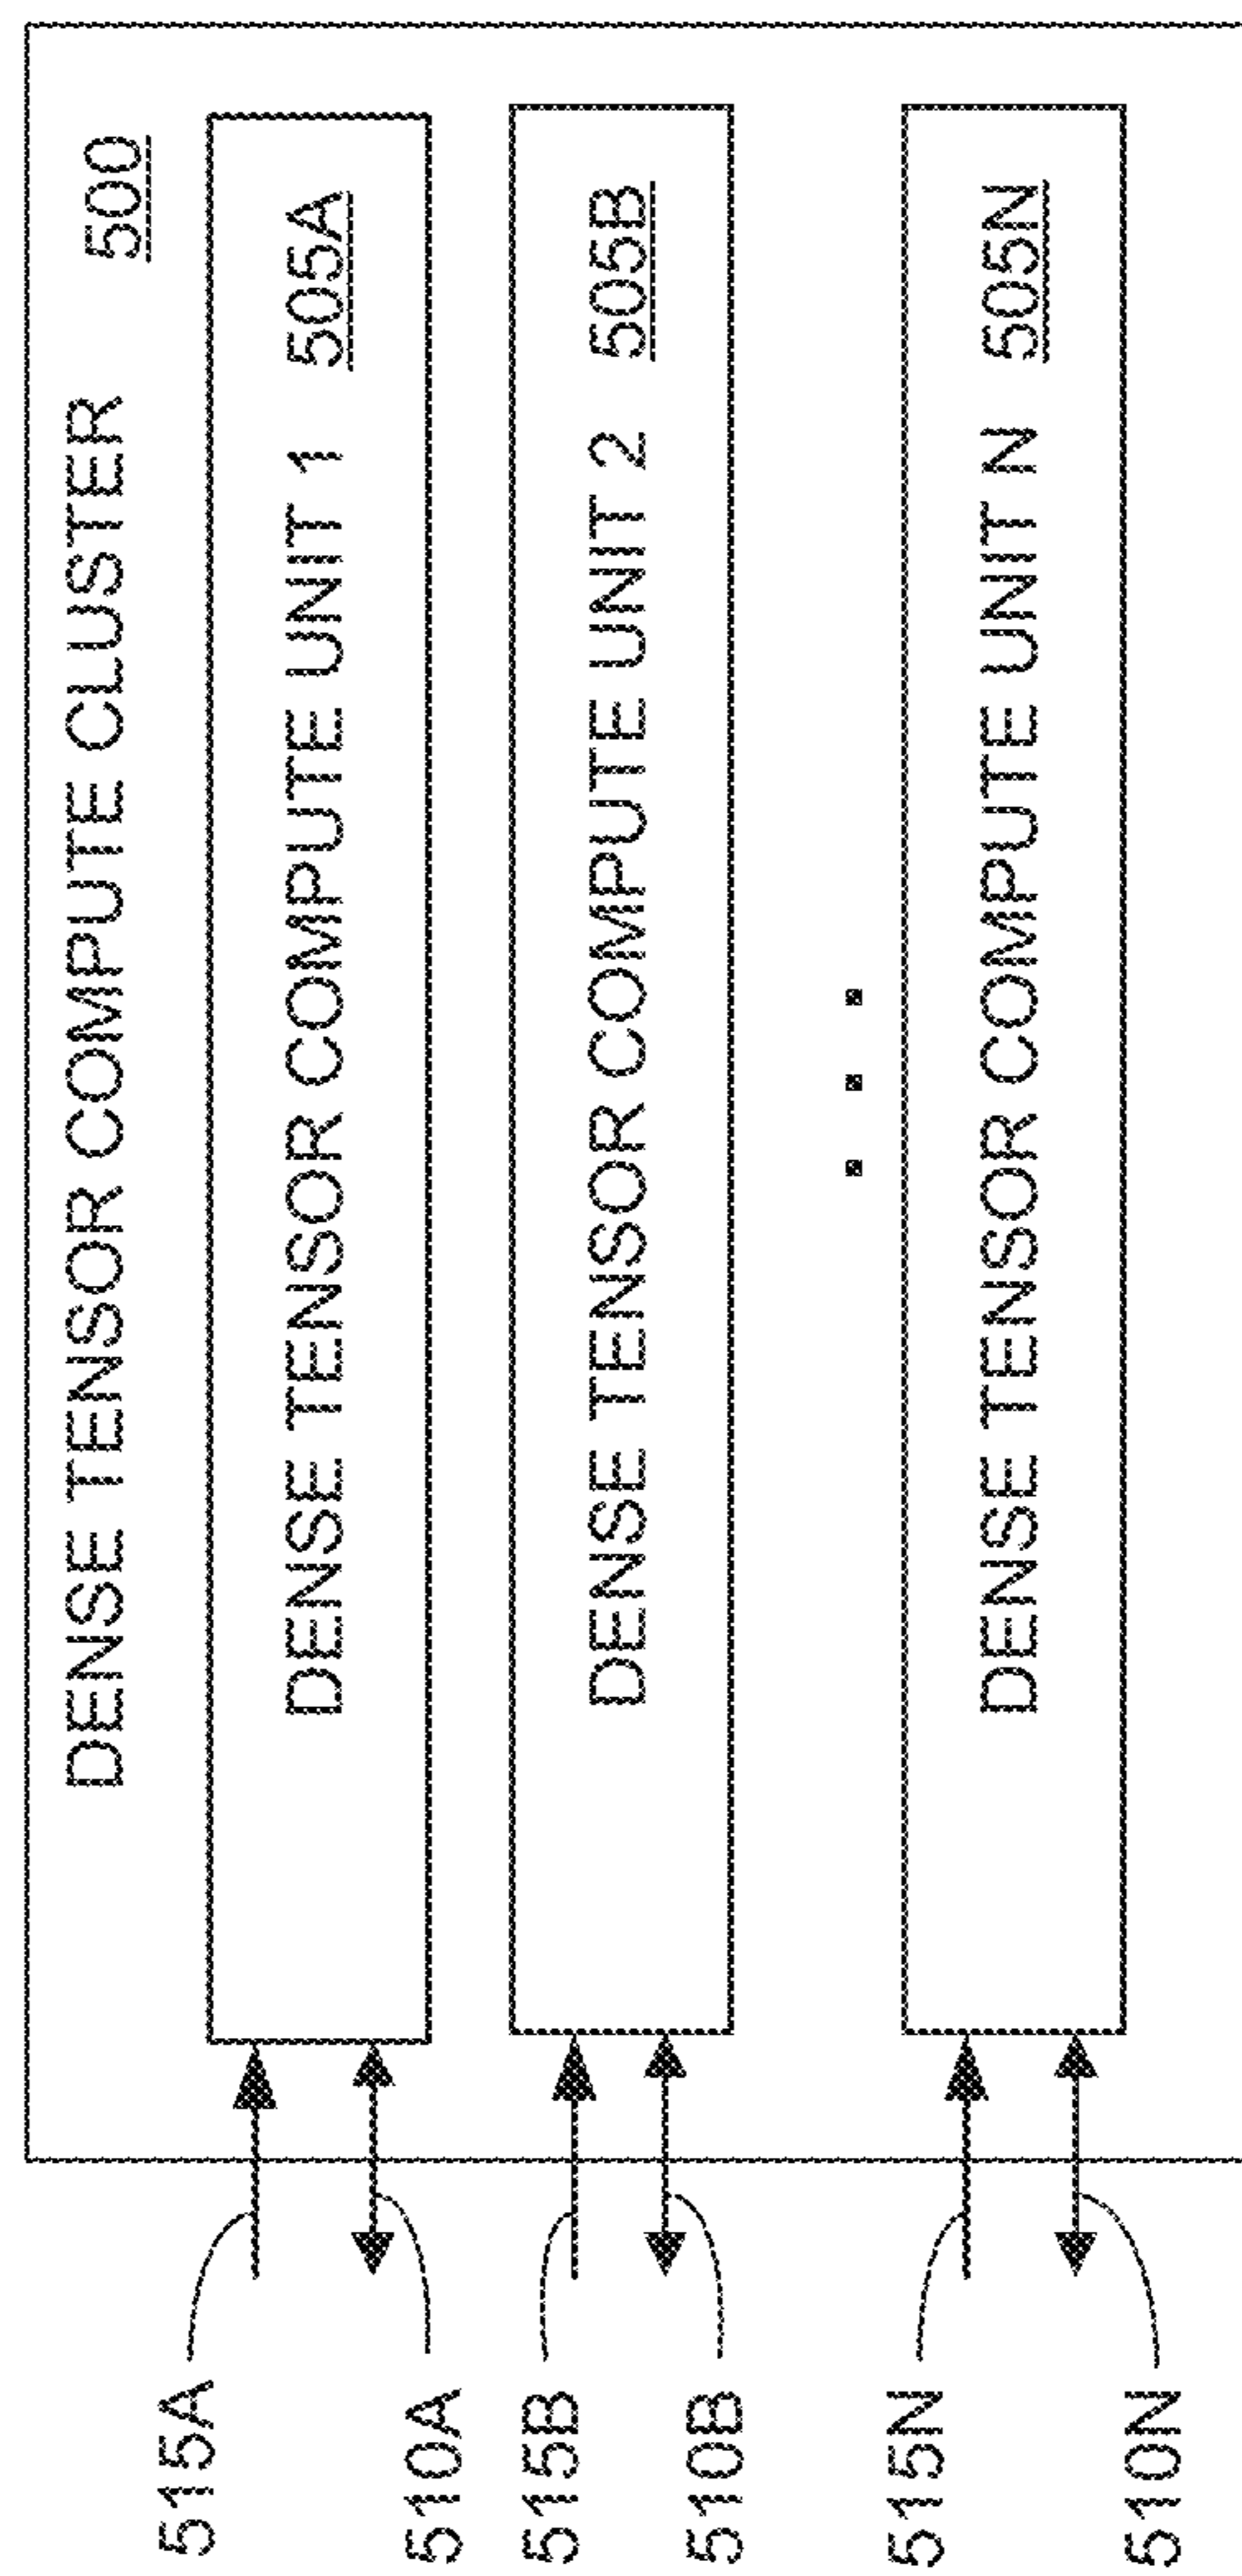 DENSE TENSOR COMPUTE CLUSTER 500
515A
DENSE TENSOR COMPUTE UNIT 1 505A
510A
515B
DENSE TENSOR COMPUTE UNIT 2 505B
510B
. . .
515N
DENSE TENSOR COMPUTE UNIT N 505N
510N